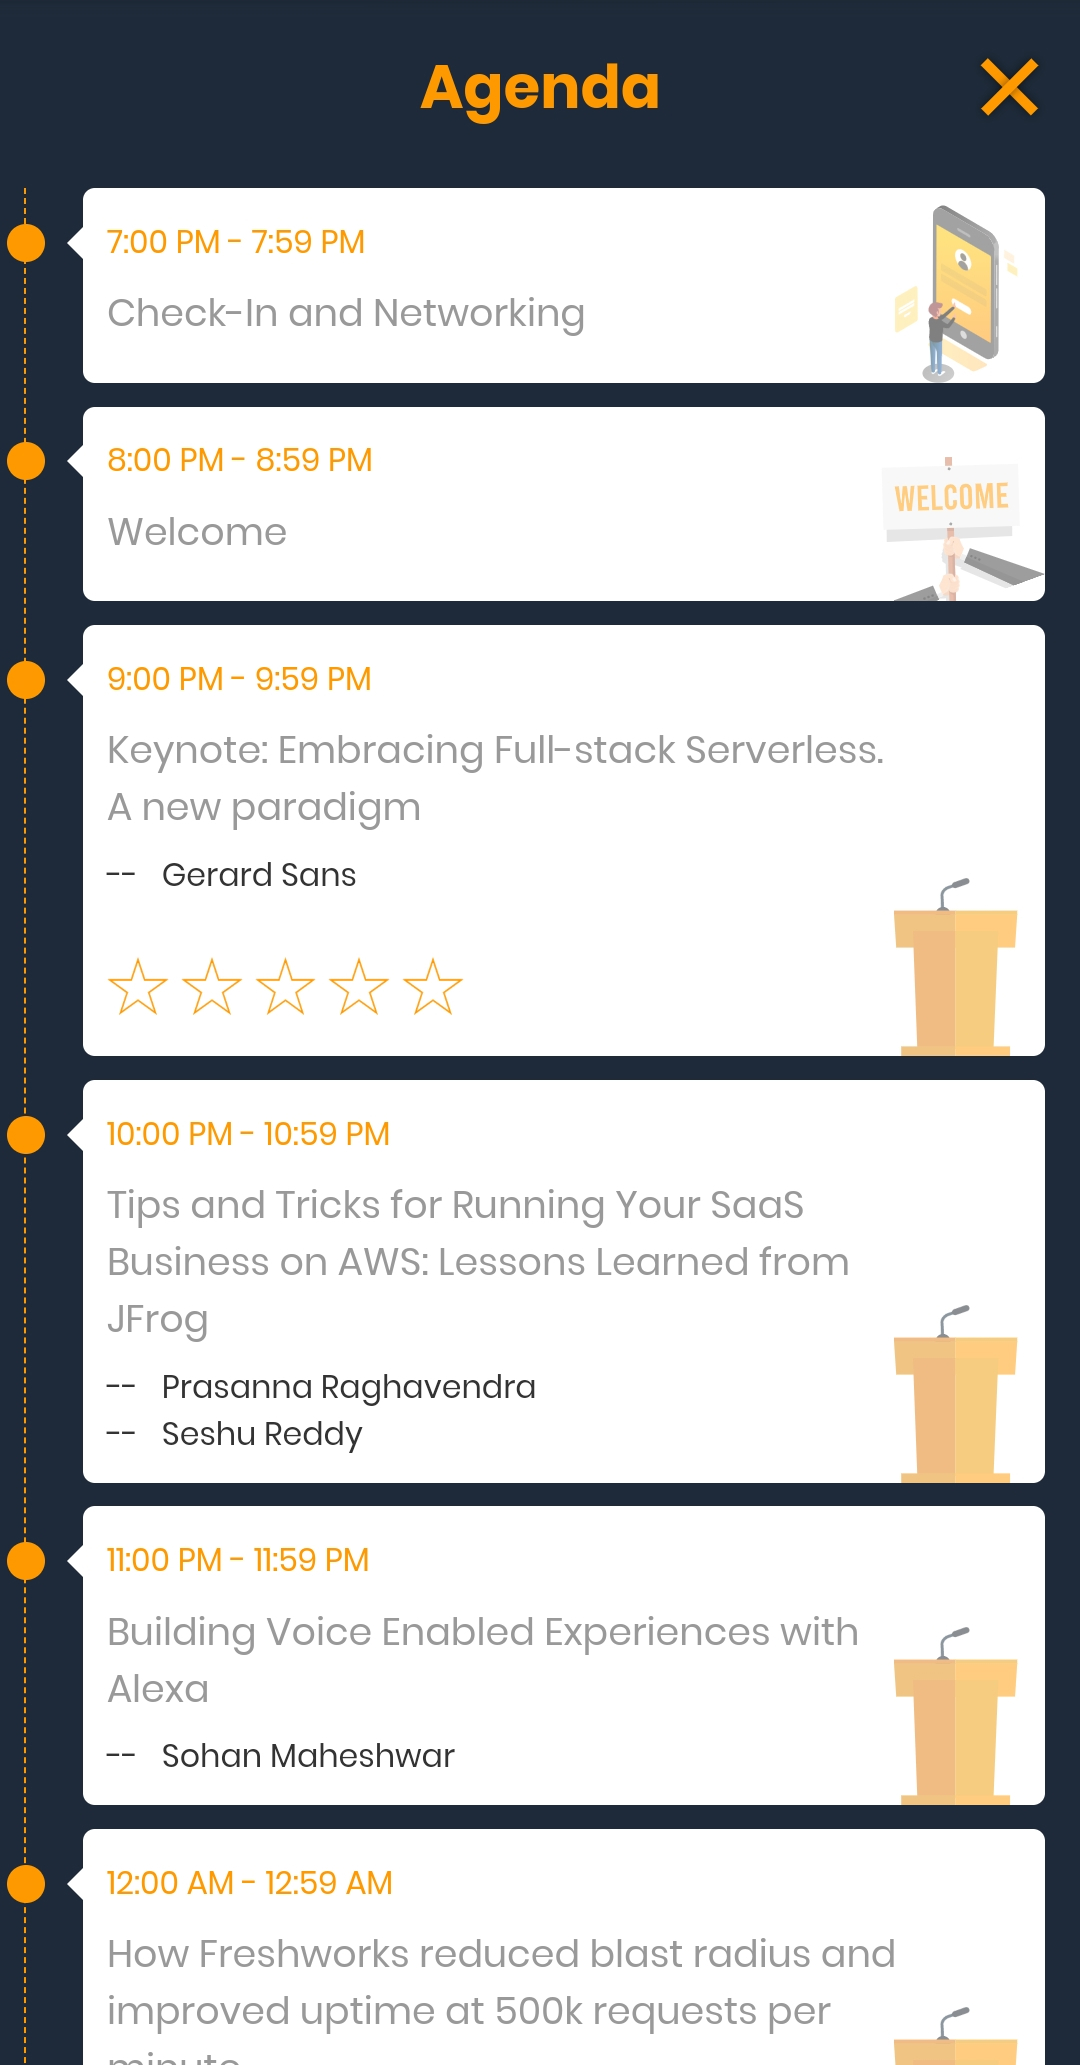 Agenda
7:00 PM - 7:59 PM
Check-In and Networking
8:00 PM - 8:59 PM
Welcome
WELCOME
9:00 PM - 9:59 PM
Keynote: Embracing Full-stack Serverless.
A new paradigm
-- Gerard Sans
10:00 PM - 10:59 PM
Tips and Tricks for Running Your SaaS
Business on AWS: Lessons Learned from
JFrog
-- Prasanna Raghavendra
-- Seshu Reddy
11:00 PM - 11:59 PM
Building Voice Enabled Experiences with
Alexa
-- Sohan Maheshwar
12:00 AM - 12:59 AM
How Freshworks reduced blast radius and
improved uptime at 500k requests per
minute